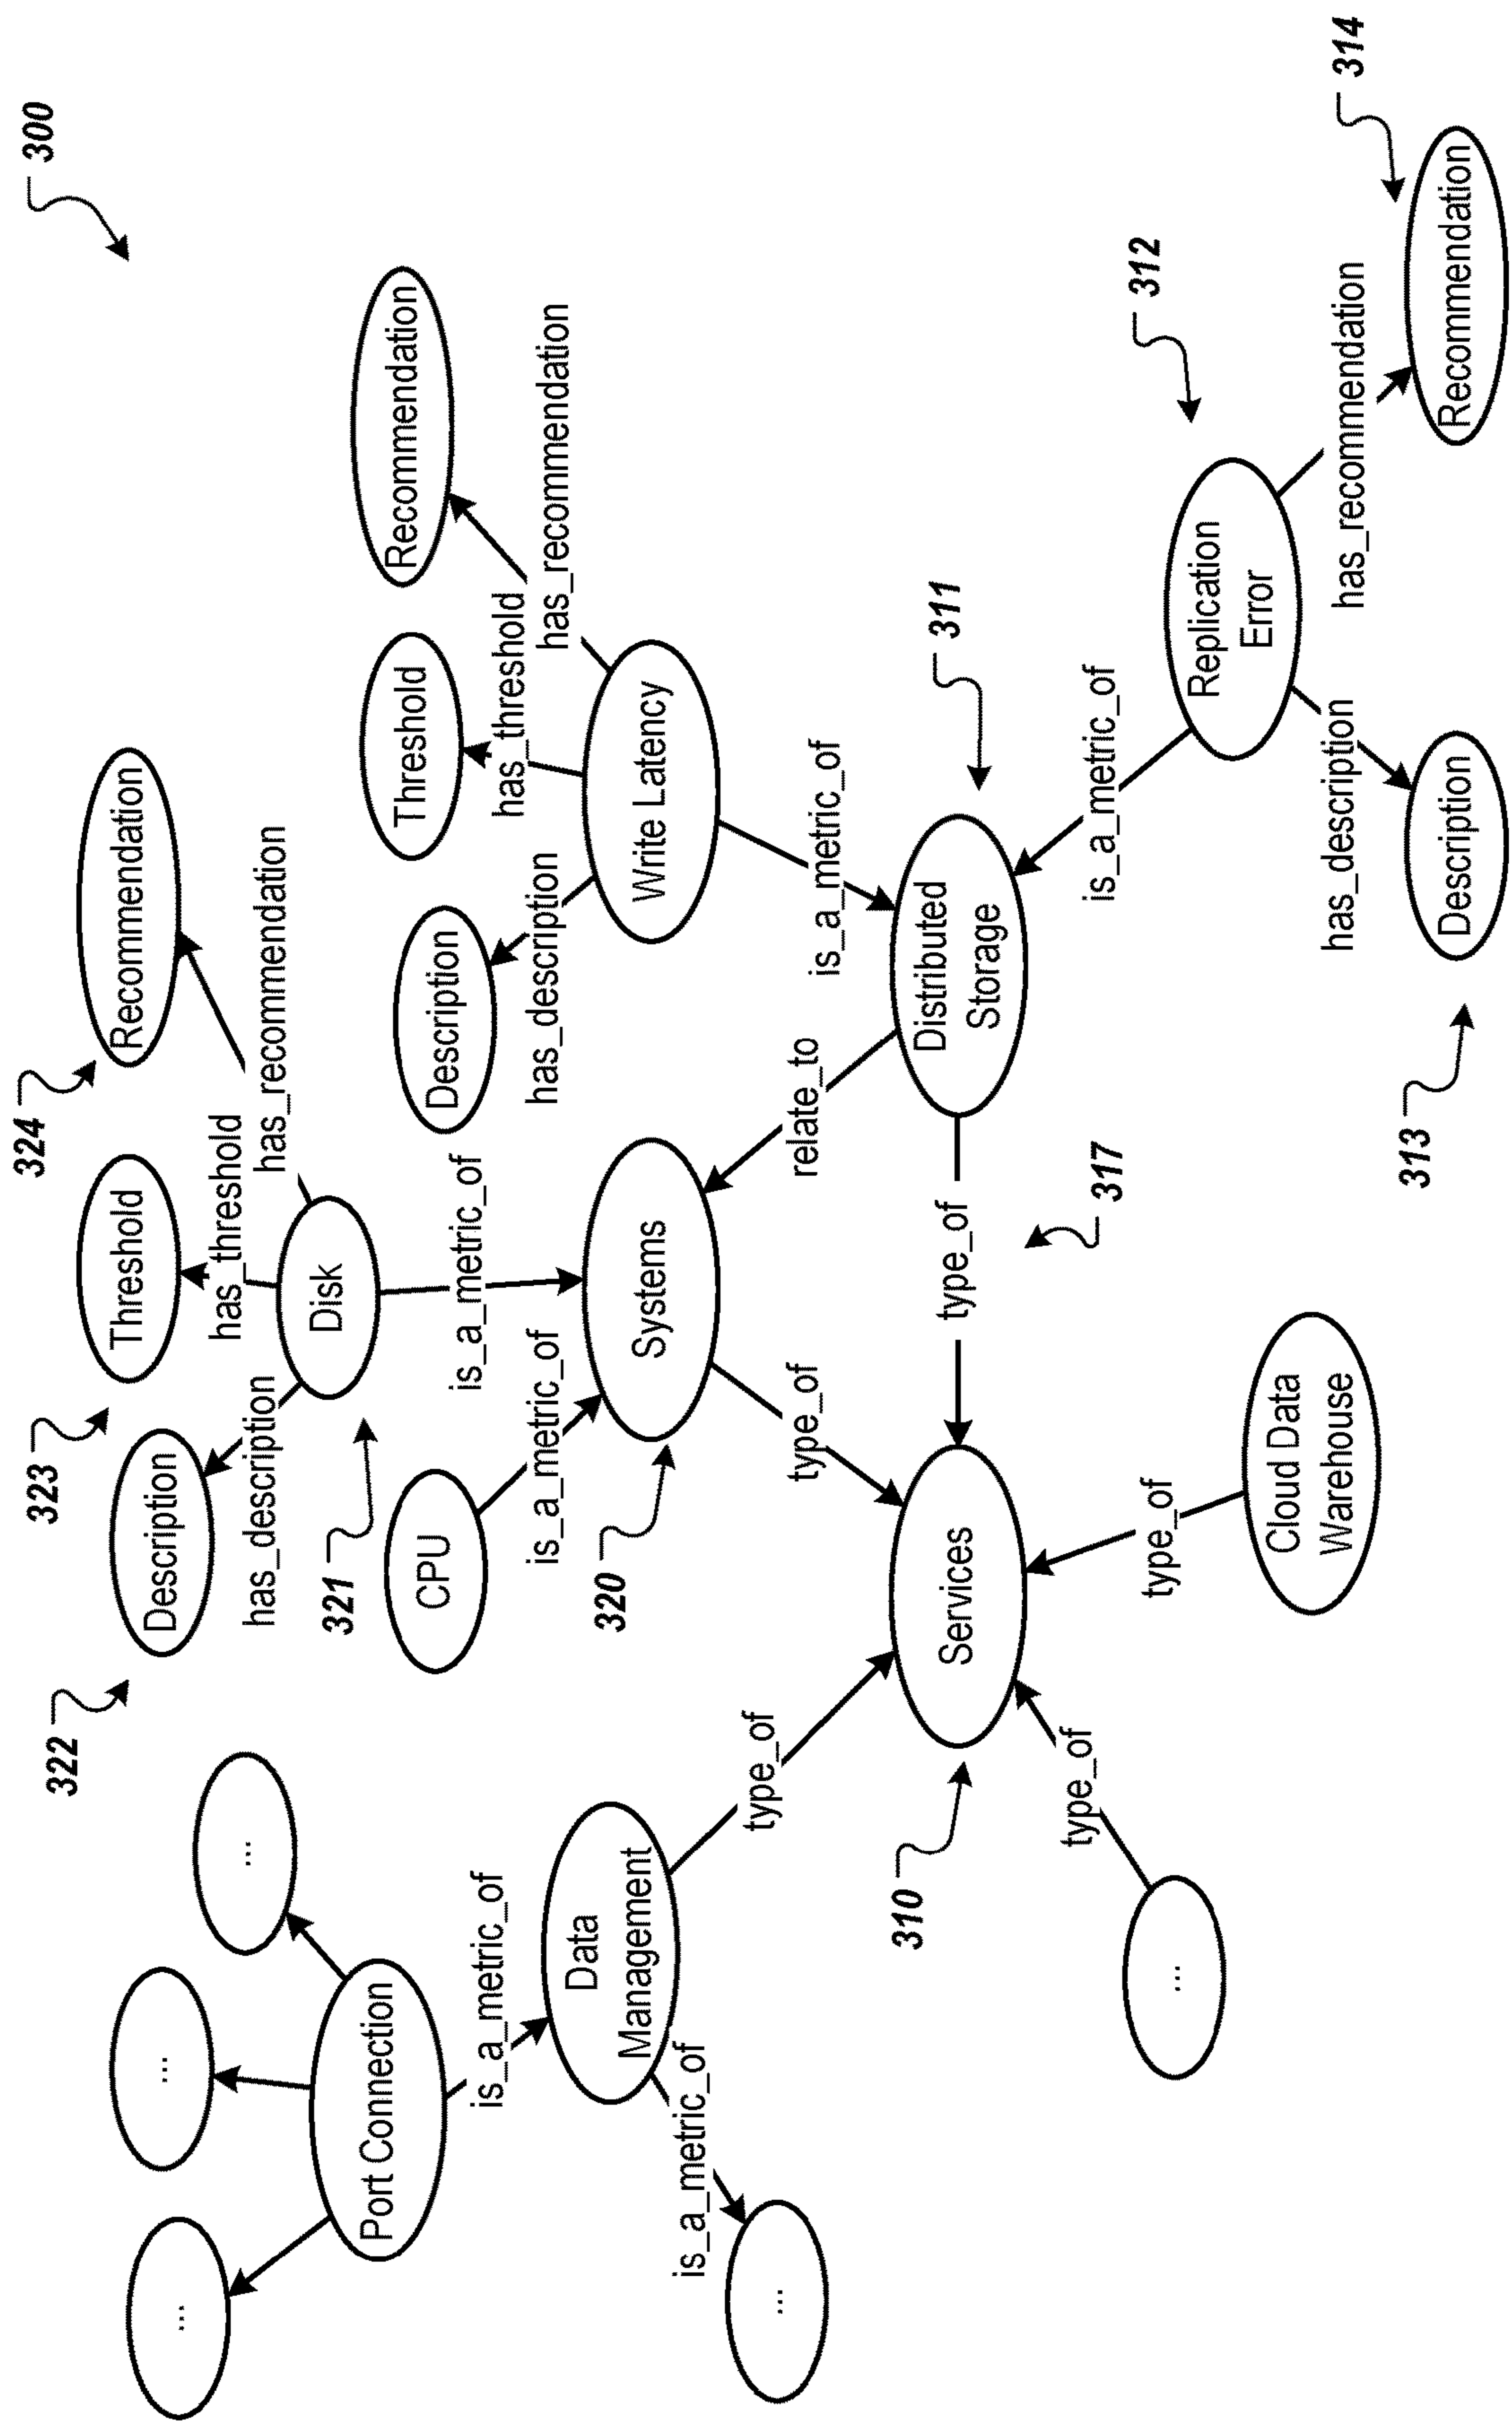 300
322
323
324
...
...
...
Description
Threshold
Recommendation
has_description
has_threshold
has_recommendation
Disk
321
Port Connection
CPU
Description
Threshold
Recommendation
is_a_metric_of
is_a_metric_of
is_a_metric_of
has_description
has_threshold
has_recommendation
Data
Management
320
Systems
Write Latency
is_a_metric_of
...
type_of
type_of
relate_to
is_a_metric_of
310
Services
type_of
317
Distributed
Storage
311
type_of
type_of
is_a_metric_of
312
...
Cloud Data
Warehouse
Replication
Error
has_description
has_recommendation
313
Description
Recommendation
314